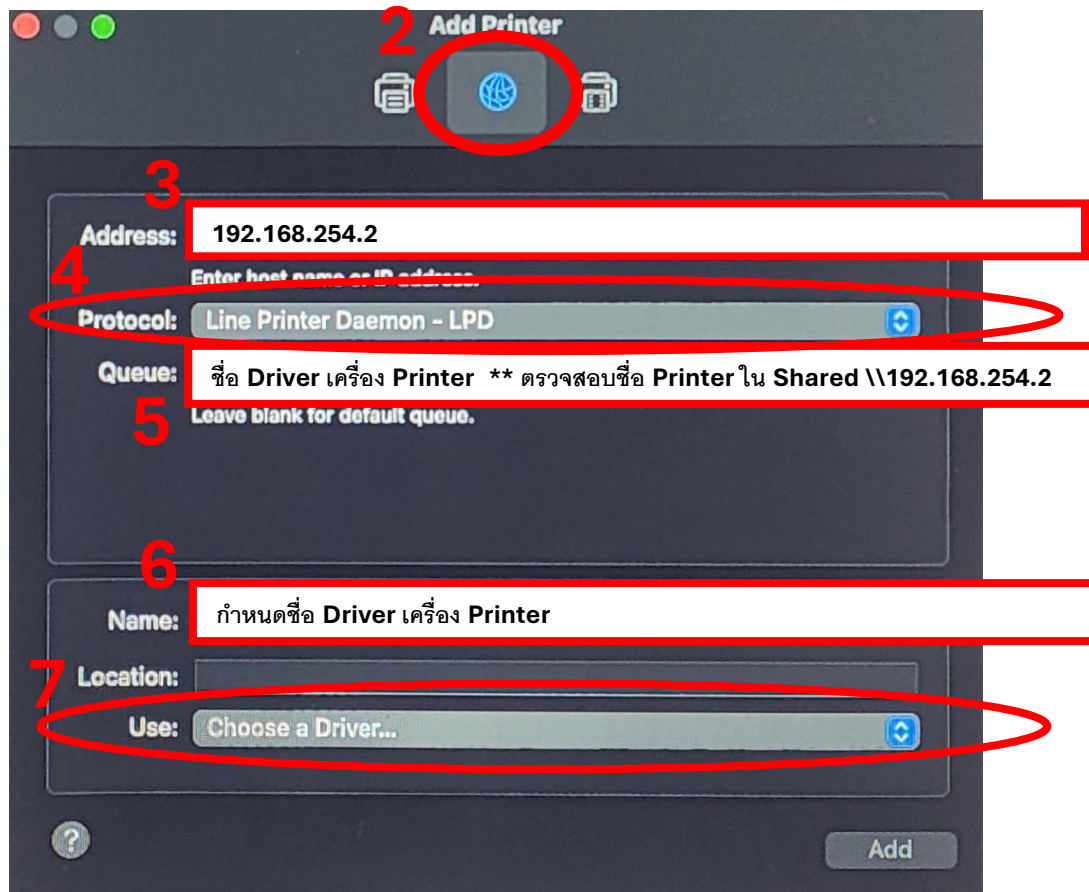 2
Add Printer
3
Address: 192.168.254.2
Enter host name or IP address.
4
Protocol: Line Printer Daemon – LPD
Queue: ชื่อ Driver เครื่อง Printer ** ตรวจสอบชื่อ Printer ใน Shared \\192.168.254.2
5
Leave blank for default queue.
6
Name: กำหนดชื่อ Driver เครื่อง Printer
7
Location:
Use: Choose a Driver...
?
Add